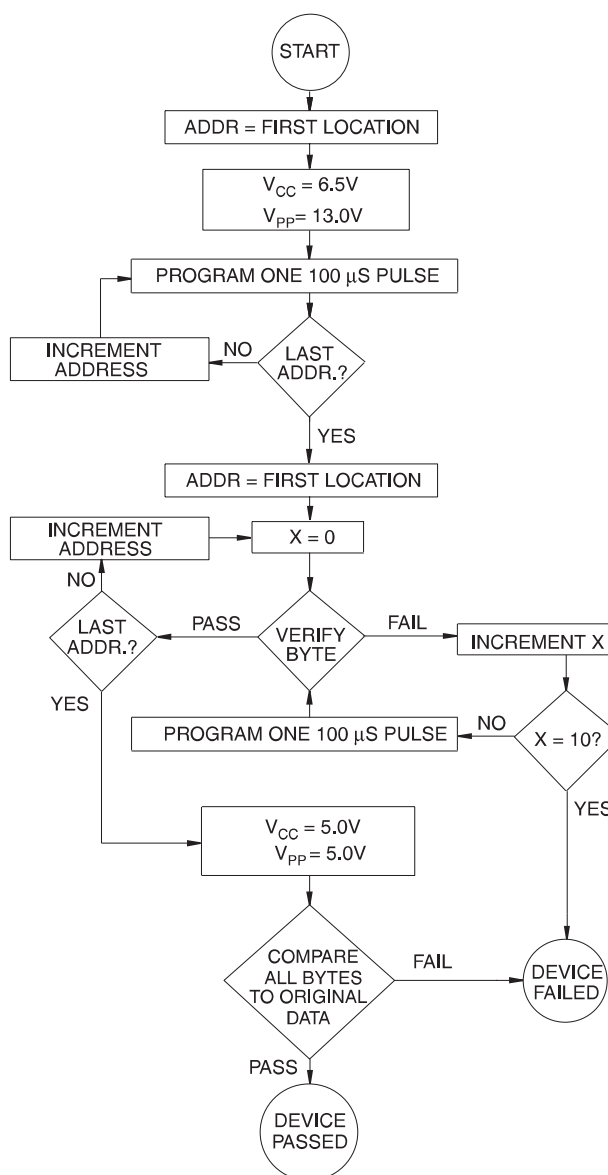 START
ADDR = FIRST LOCATION
VCC = 6.5V
VPP = 13.0V
PROGRAM ONE 100 µS PULSE
INCREMENT
ADDRESS
NO
LAST
ADDR.?
YES
ADDR = FIRST LOCATION
INCREMENT
ADDRESS
X = 0
NO
LAST
ADDR.?
PASS
VERIFY
BYTE
FAIL
INCREMENT X
YES
PROGRAM ONE 100 µS PULSE
NO
X = 10?
YES
VCC = 5.0V
VPP = 5.0V
COMPARE
ALL BYTES
TO ORIGINAL
DATA
FAIL
DEVICE
FAILED
PASS
DEVICE
PASSED